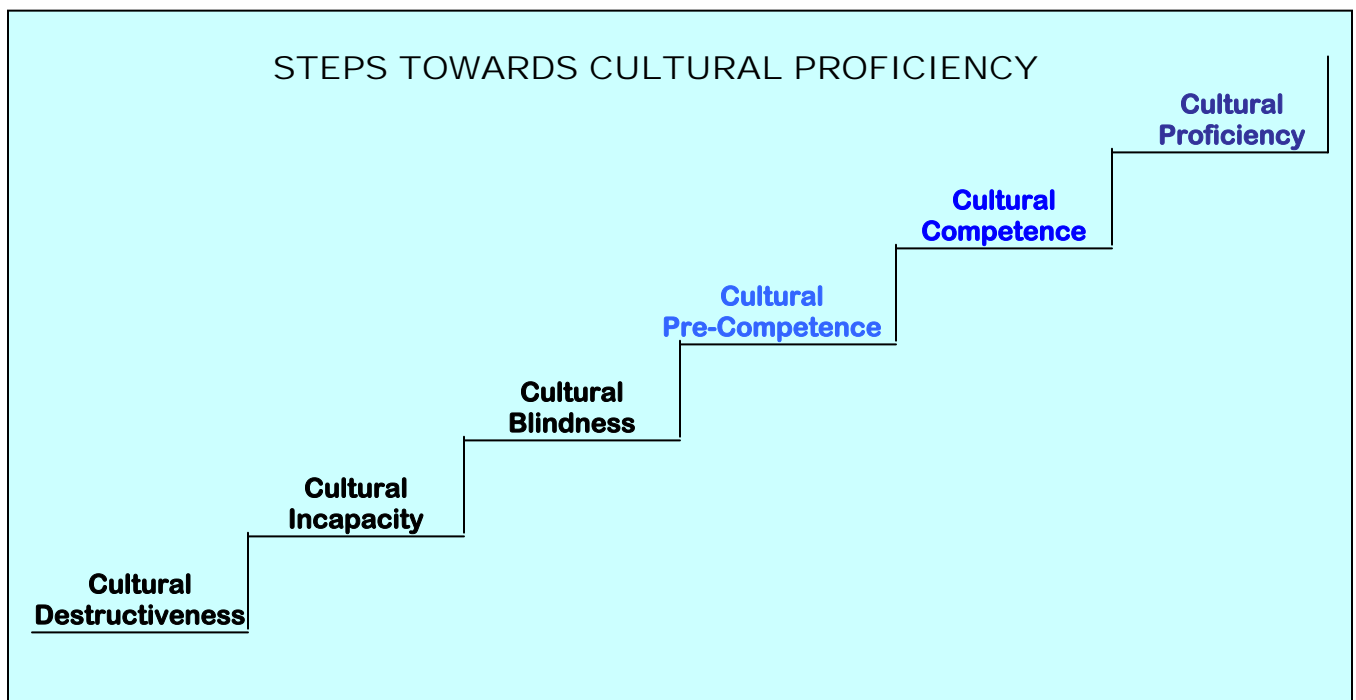 STEPS TOWARDS CULTURAL PROFICIENCY
Cultural
Proficiency
Cultural
Competence
Cultural
Pre-Competence
Cultural
Blindness
Cultural
Incapacity
Cultural
Destructiveness